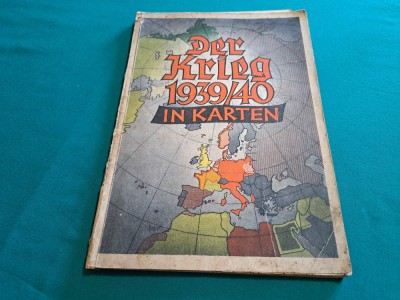 Der
Krieg
1939/40
IN KARTEN